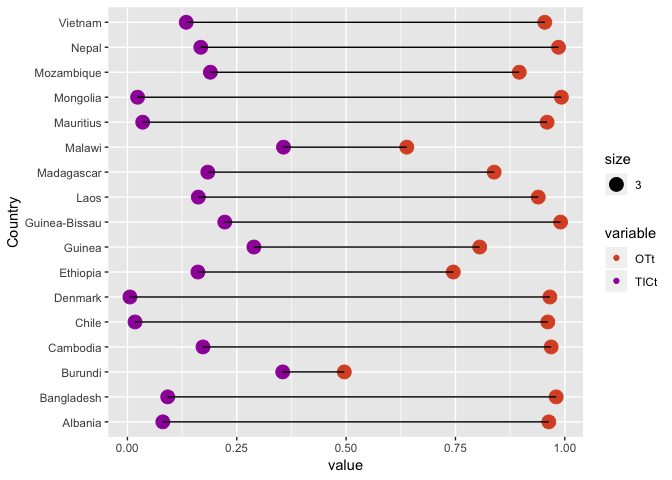 Vietnam
Nepal
Mozambique
Mongolia
Mauritius
Malawi
Madagascar
Laos
Guinea-Bissau
Guinea
Ethiopia
Denmark
Chile
Cambodia
Burundi
Bangladesh
Albania
Country
0.00 0.25 0.50 0.75 1.00
value
size
3
variable
OTt
TICt